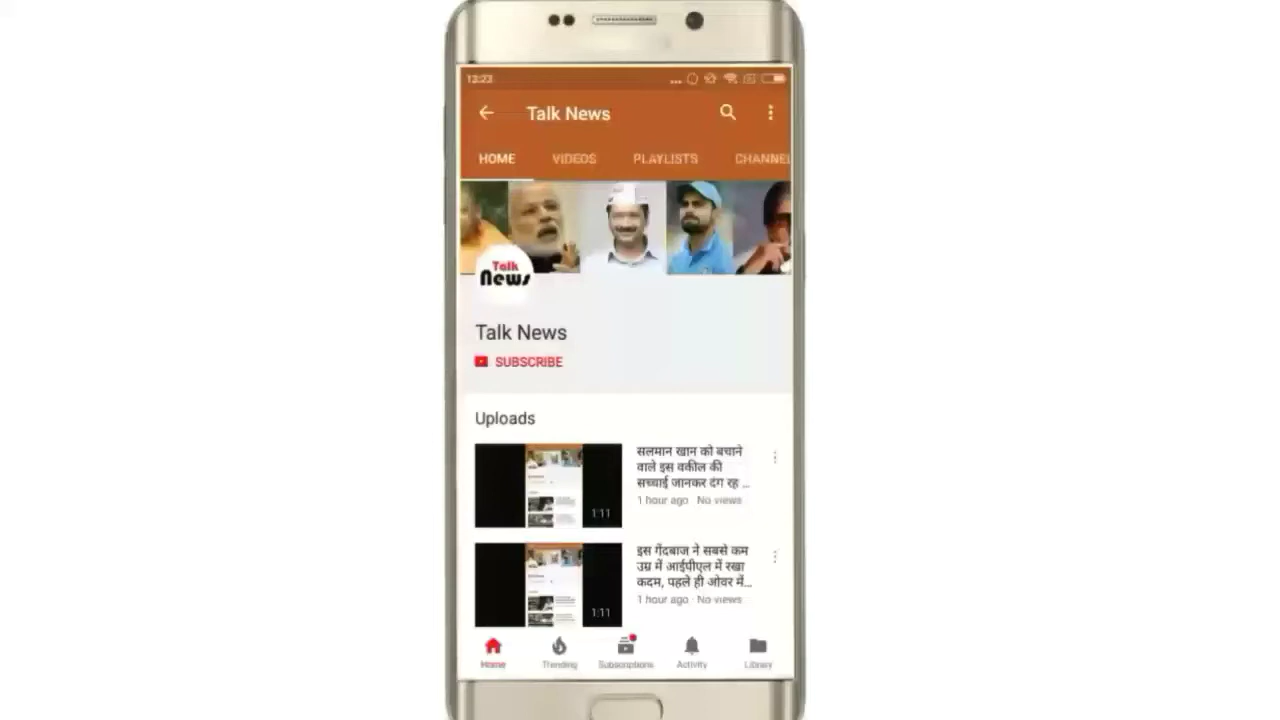 13:23
Talk News
HOME VIDEOS PLAYLISTS CHANNEL
Talk
News
Talk News
SUBSCRIBE
Uploads
सलमान खान को बचाने
वाले इस वकील की
सच्चाई जानकर दंग रह ...
1 hour ago · No views
1:11
इस गेंदबाज ने सबसे कम
उम्र में आईपीएल में रखा
कदम, पहले ही ओवर में...
1 hour ago · No views
1:11
Home Trending Subscriptions Activity Library